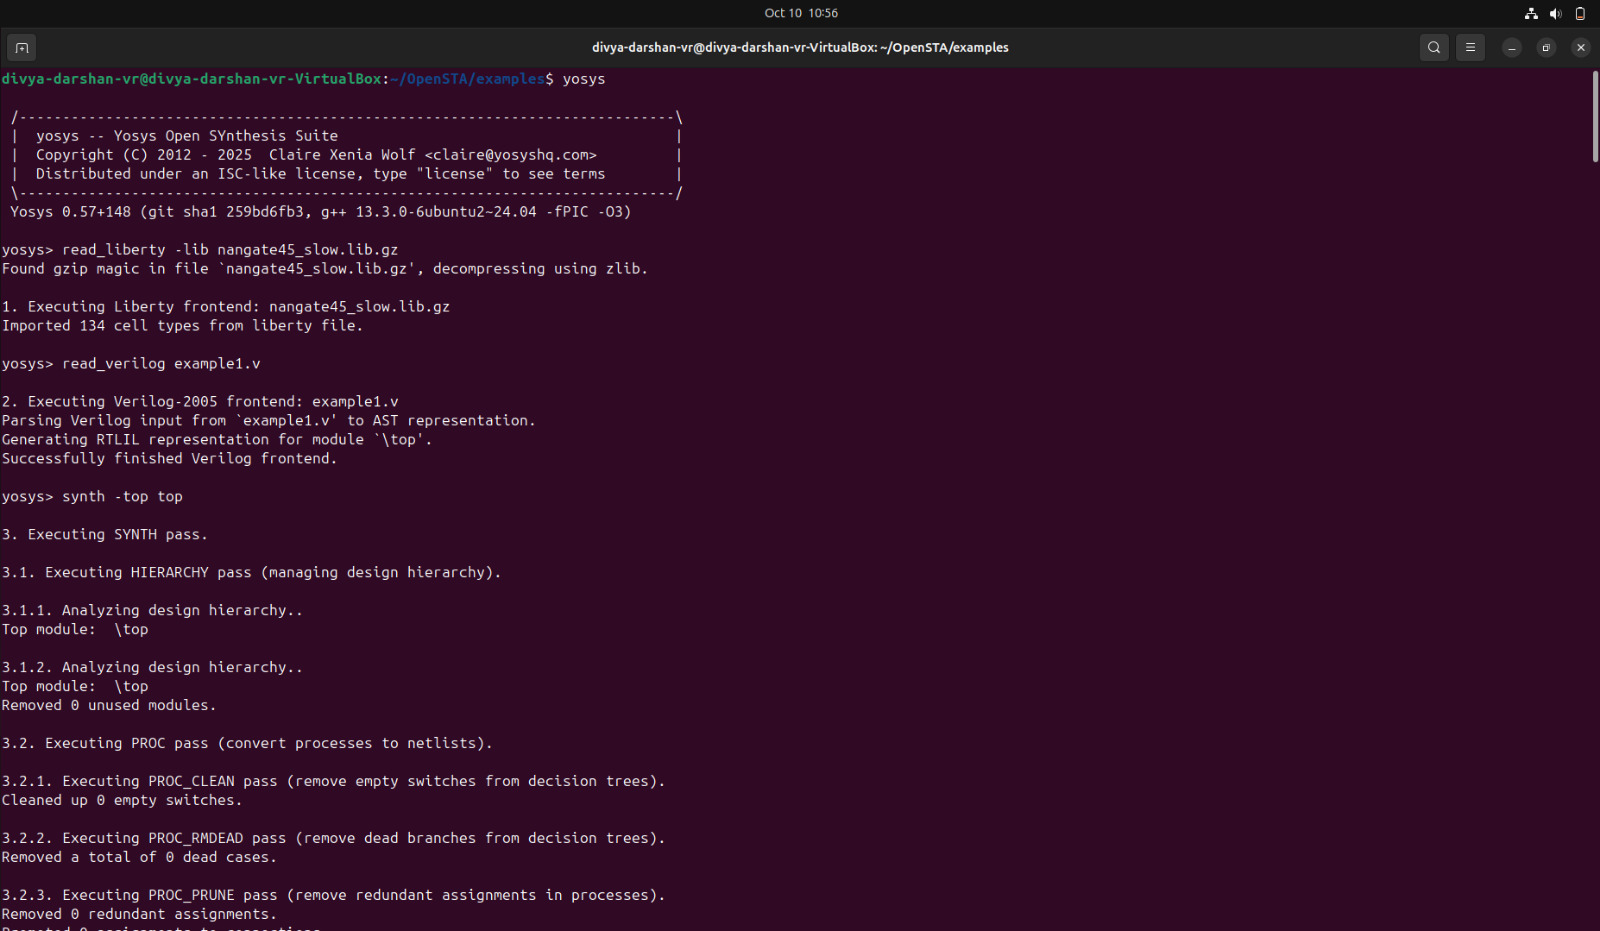 Oct 10 10:56
divya-darshan-vr@divya-darshan-vr-VirtualBox: ~/OpenSTA/examples
divya-darshan-vr@divya-darshan-vr-VirtualBox:~/OpenSTA/examples$ yosys
/----------------------------------------------------------------------------\
| yosys -- Yosys Open SYnthesis Suite |
| Copyright (C) 2012 - 2025 Claire Xenia Wolf <claire@yosyshq.com> |
| Distributed under an ISC-like license, type "license" to see terms |
\----------------------------------------------------------------------------/
Yosys 0.57+148 (git sha1 259bd6fb3, g++ 13.3.0-6ubuntu2~24.04 -fPIC -O3)
yosys> read_liberty -lib nangate45_slow.lib.gz
Found gzip magic in file `nangate45_slow.lib.gz', decompressing using zlib.
1. Executing Liberty frontend: nangate45_slow.lib.gz
Imported 134 cell types from liberty file.
yosys> read_verilog example1.v
2. Executing Verilog-2005 frontend: example1.v
Parsing Verilog input from `example1.v' to AST representation.
Generating RTLIL representation for module `\top'.
Successfully finished Verilog frontend.
yosys> synth -top top
3. Executing SYNTH pass.
3.1. Executing HIERARCHY pass (managing design hierarchy).
3.1.1. Analyzing design hierarchy..
Top module:  \top
3.1.2. Analyzing design hierarchy..
Top module:  \top
Removed 0 unused modules.
3.2. Executing PROC pass (convert processes to netlists).
3.2.1. Executing PROC_CLEAN pass (remove empty switches from decision trees).
Cleaned up 0 empty switches.
3.2.2. Executing PROC_RMDEAD pass (remove dead branches from decision trees).
Removed a total of 0 dead cases.
3.2.3. Executing PROC_PRUNE pass (remove redundant assignments in processes).
Removed 0 redundant assignments.
Promoted 0 assignments to connections.